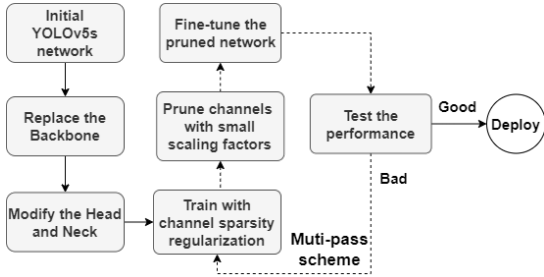 Initial
YOLOv5s
network
Replace the
Backbone
Modify the Head
and Neck
Train with
channel sparsity
regularization
Prune channels
with small
scaling factors
Fine-tune the
pruned network
Test the
performance
Good
Deploy
Bad
Muti-pass
scheme